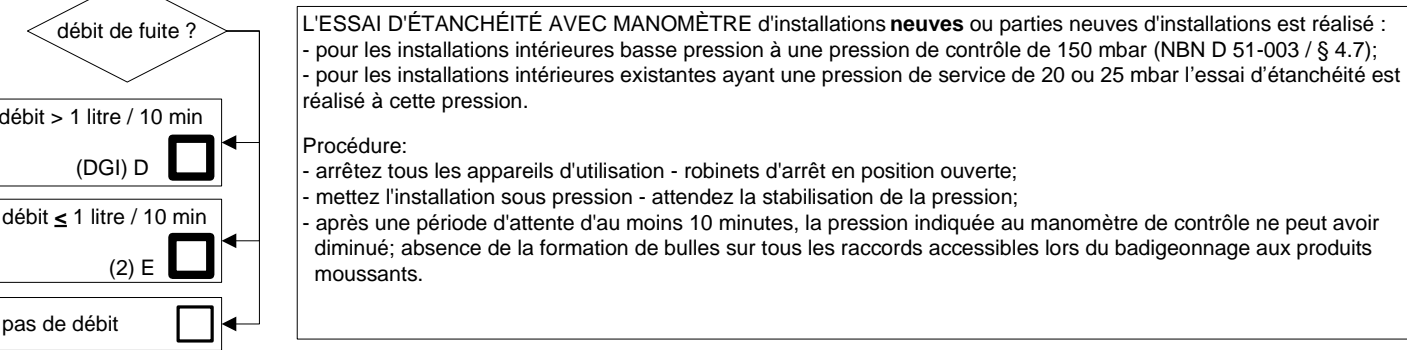 débit de fuite ?
débit > 1 litre / 10 min
(DGI) D
débit ≤ 1 litre / 10 min
(2) E
pas de débit
L'ESSAI D'ÉTANCHÉITÉ AVEC MANOMÈTRE d'installations neuves ou parties neuves d'installations est réalisé :
- pour les installations intérieures basse pression à une pression de contrôle de 150 mbar (NBN D 51-003 / § 4.7);
- pour les installations intérieures existantes ayant une pression de service de 20 ou 25 mbar l'essai d'étanchéité est
réalisé à cette pression.
Procédure:
- arrêtez tous les appareils d'utilisation - robinets d'arrêt en position ouverte;
- mettez l'installation sous pression - attendez la stabilisation de la pression;
- après une période d'attente d'au moins 10 minutes, la pression indiquée au manomètre de contrôle ne peut avoir
diminué; absence de la formation de bulles sur tous les raccords accessibles lors du badigeonnage aux produits
moussants.